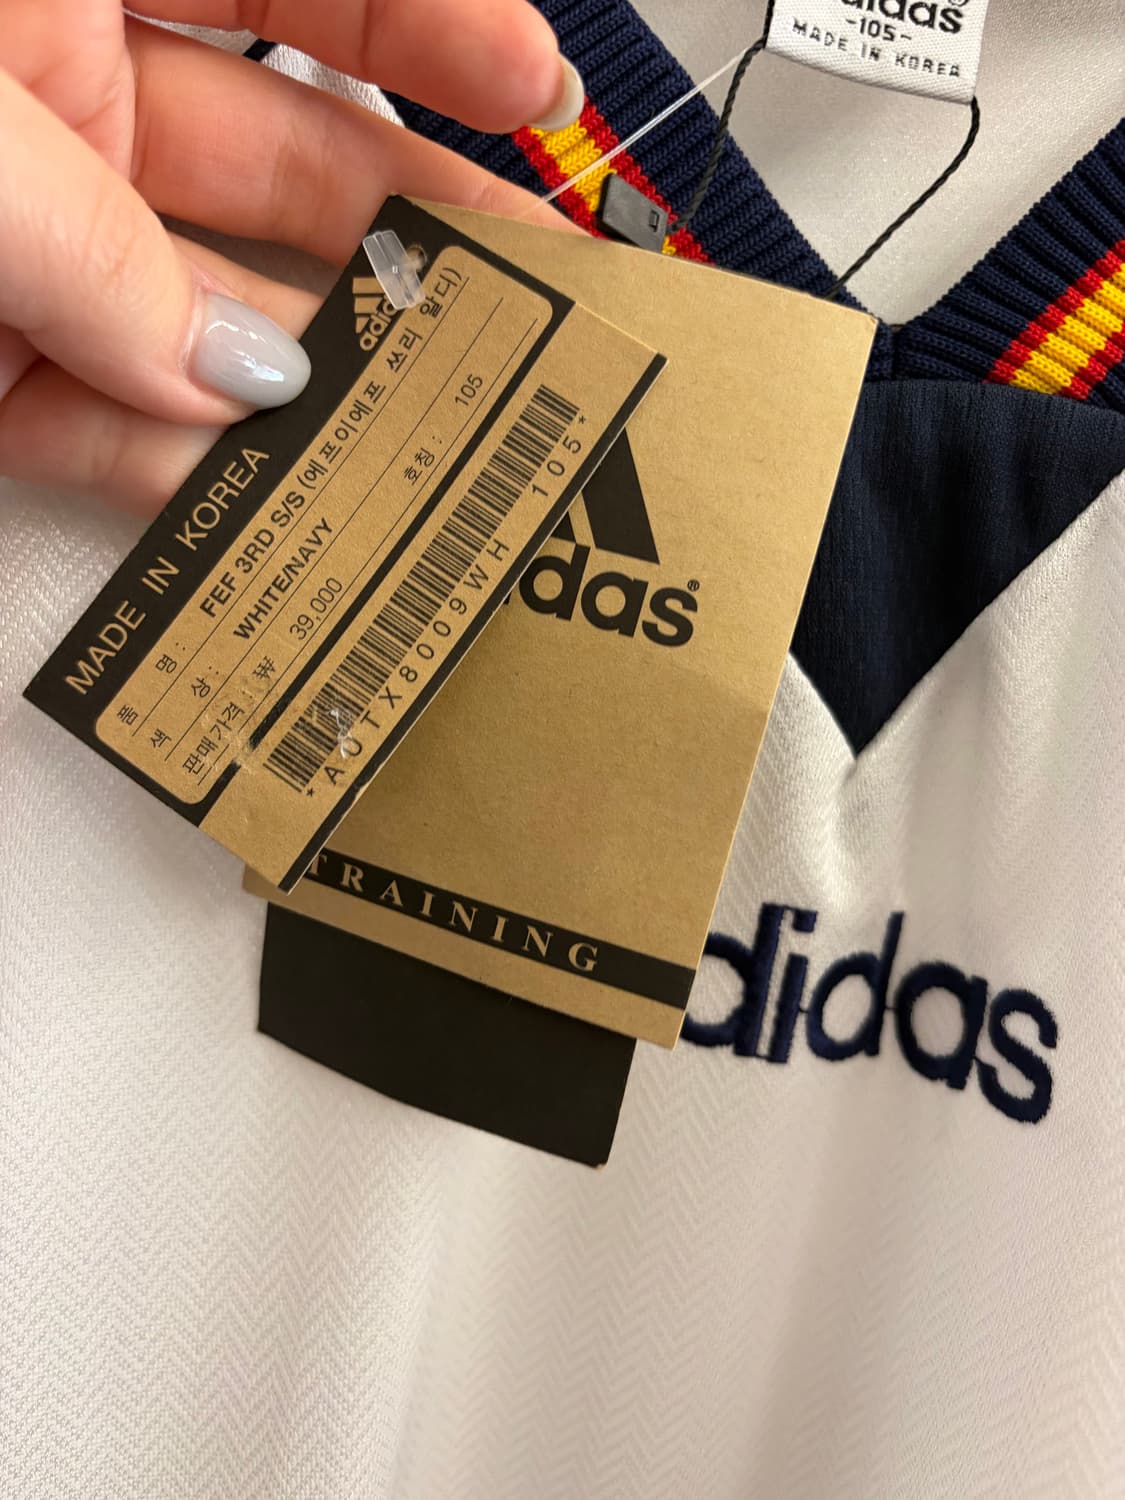 adidas
-105-
MADE IN KOREA
adidas
MADE IN KOREA
품 명 : FEF 3RD S/S (에프이에프 쓰리 알디)
색 상 : WHITE/NAVY 호칭 : 105
판매가격 : ₩ 39,000
*A0TX8009WH 105*
adidas®
TRAINING
adidas